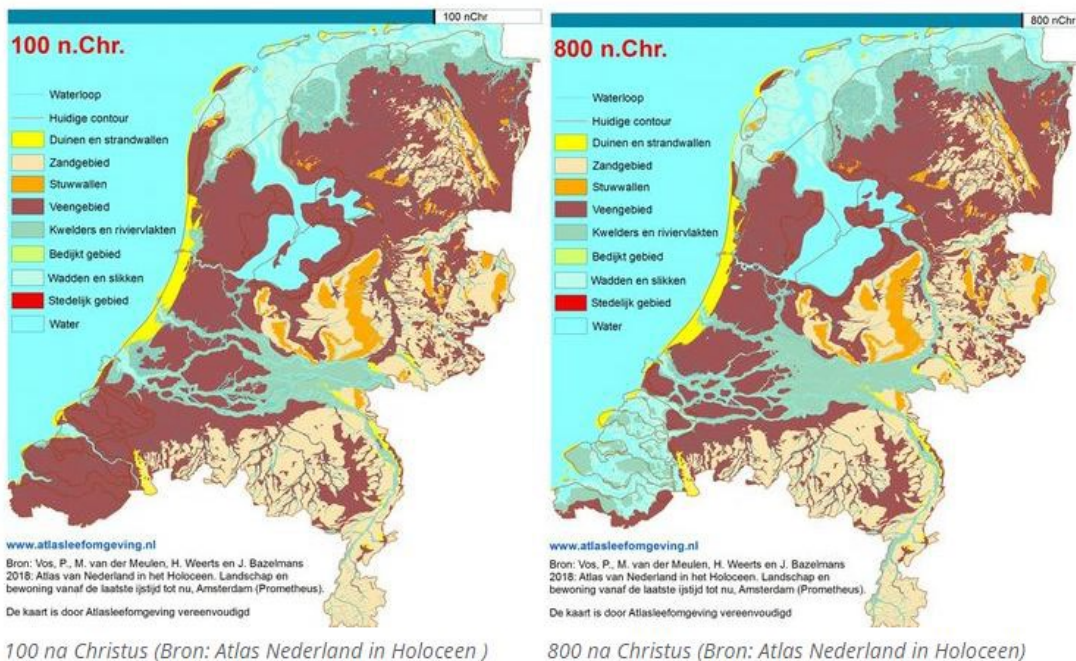 100 nChr
100 n.Chr.
Waterloop
Huidige contour
Duinen en strandwallen
Zandgebied
Stuwwallen
Veengebied
Kwelders en riviervlakten
Bedijkt gebied
Wadden en slikken
Stedelijk gebied
Water
www.atlasleefomgeving.nl
Bron: Vos, P., M. van der Meulen, H. Weerts en J. Bazelmans
2018: Atlas van Nederland in het Holoceen. Landschap en
bewoning vanaf de laatste ijstijd tot nu, Amsterdam (Prometheus).
De kaart is door Atlasleefomgeving vereenvoudigd
100 na Christus (Bron: Atlas Nederland in Holoceen )
800 nChr
800 n.Chr.
Waterloop
Huidige contour
Duinen en strandwallen
Zandgebied
Stuwwallen
Veengebied
Kwelders en riviervlakten
Bedijkt gebied
Wadden en slikken
Stedelijk gebied
Water
www.atlasleefomgeving.nl
Bron: Vos, P., M. van der Meulen, H. Weerts en J. Bazelmans
2018: Atlas van Nederland in het Holoceen. Landschap en
bewoning vanaf de laatste ijstijd tot nu, Amsterdam (Prometheus).
De kaart is door Atlasleefomgeving vereenvoudigd
800 na Christus (Bron: Atlas Nederland in Holoceen)